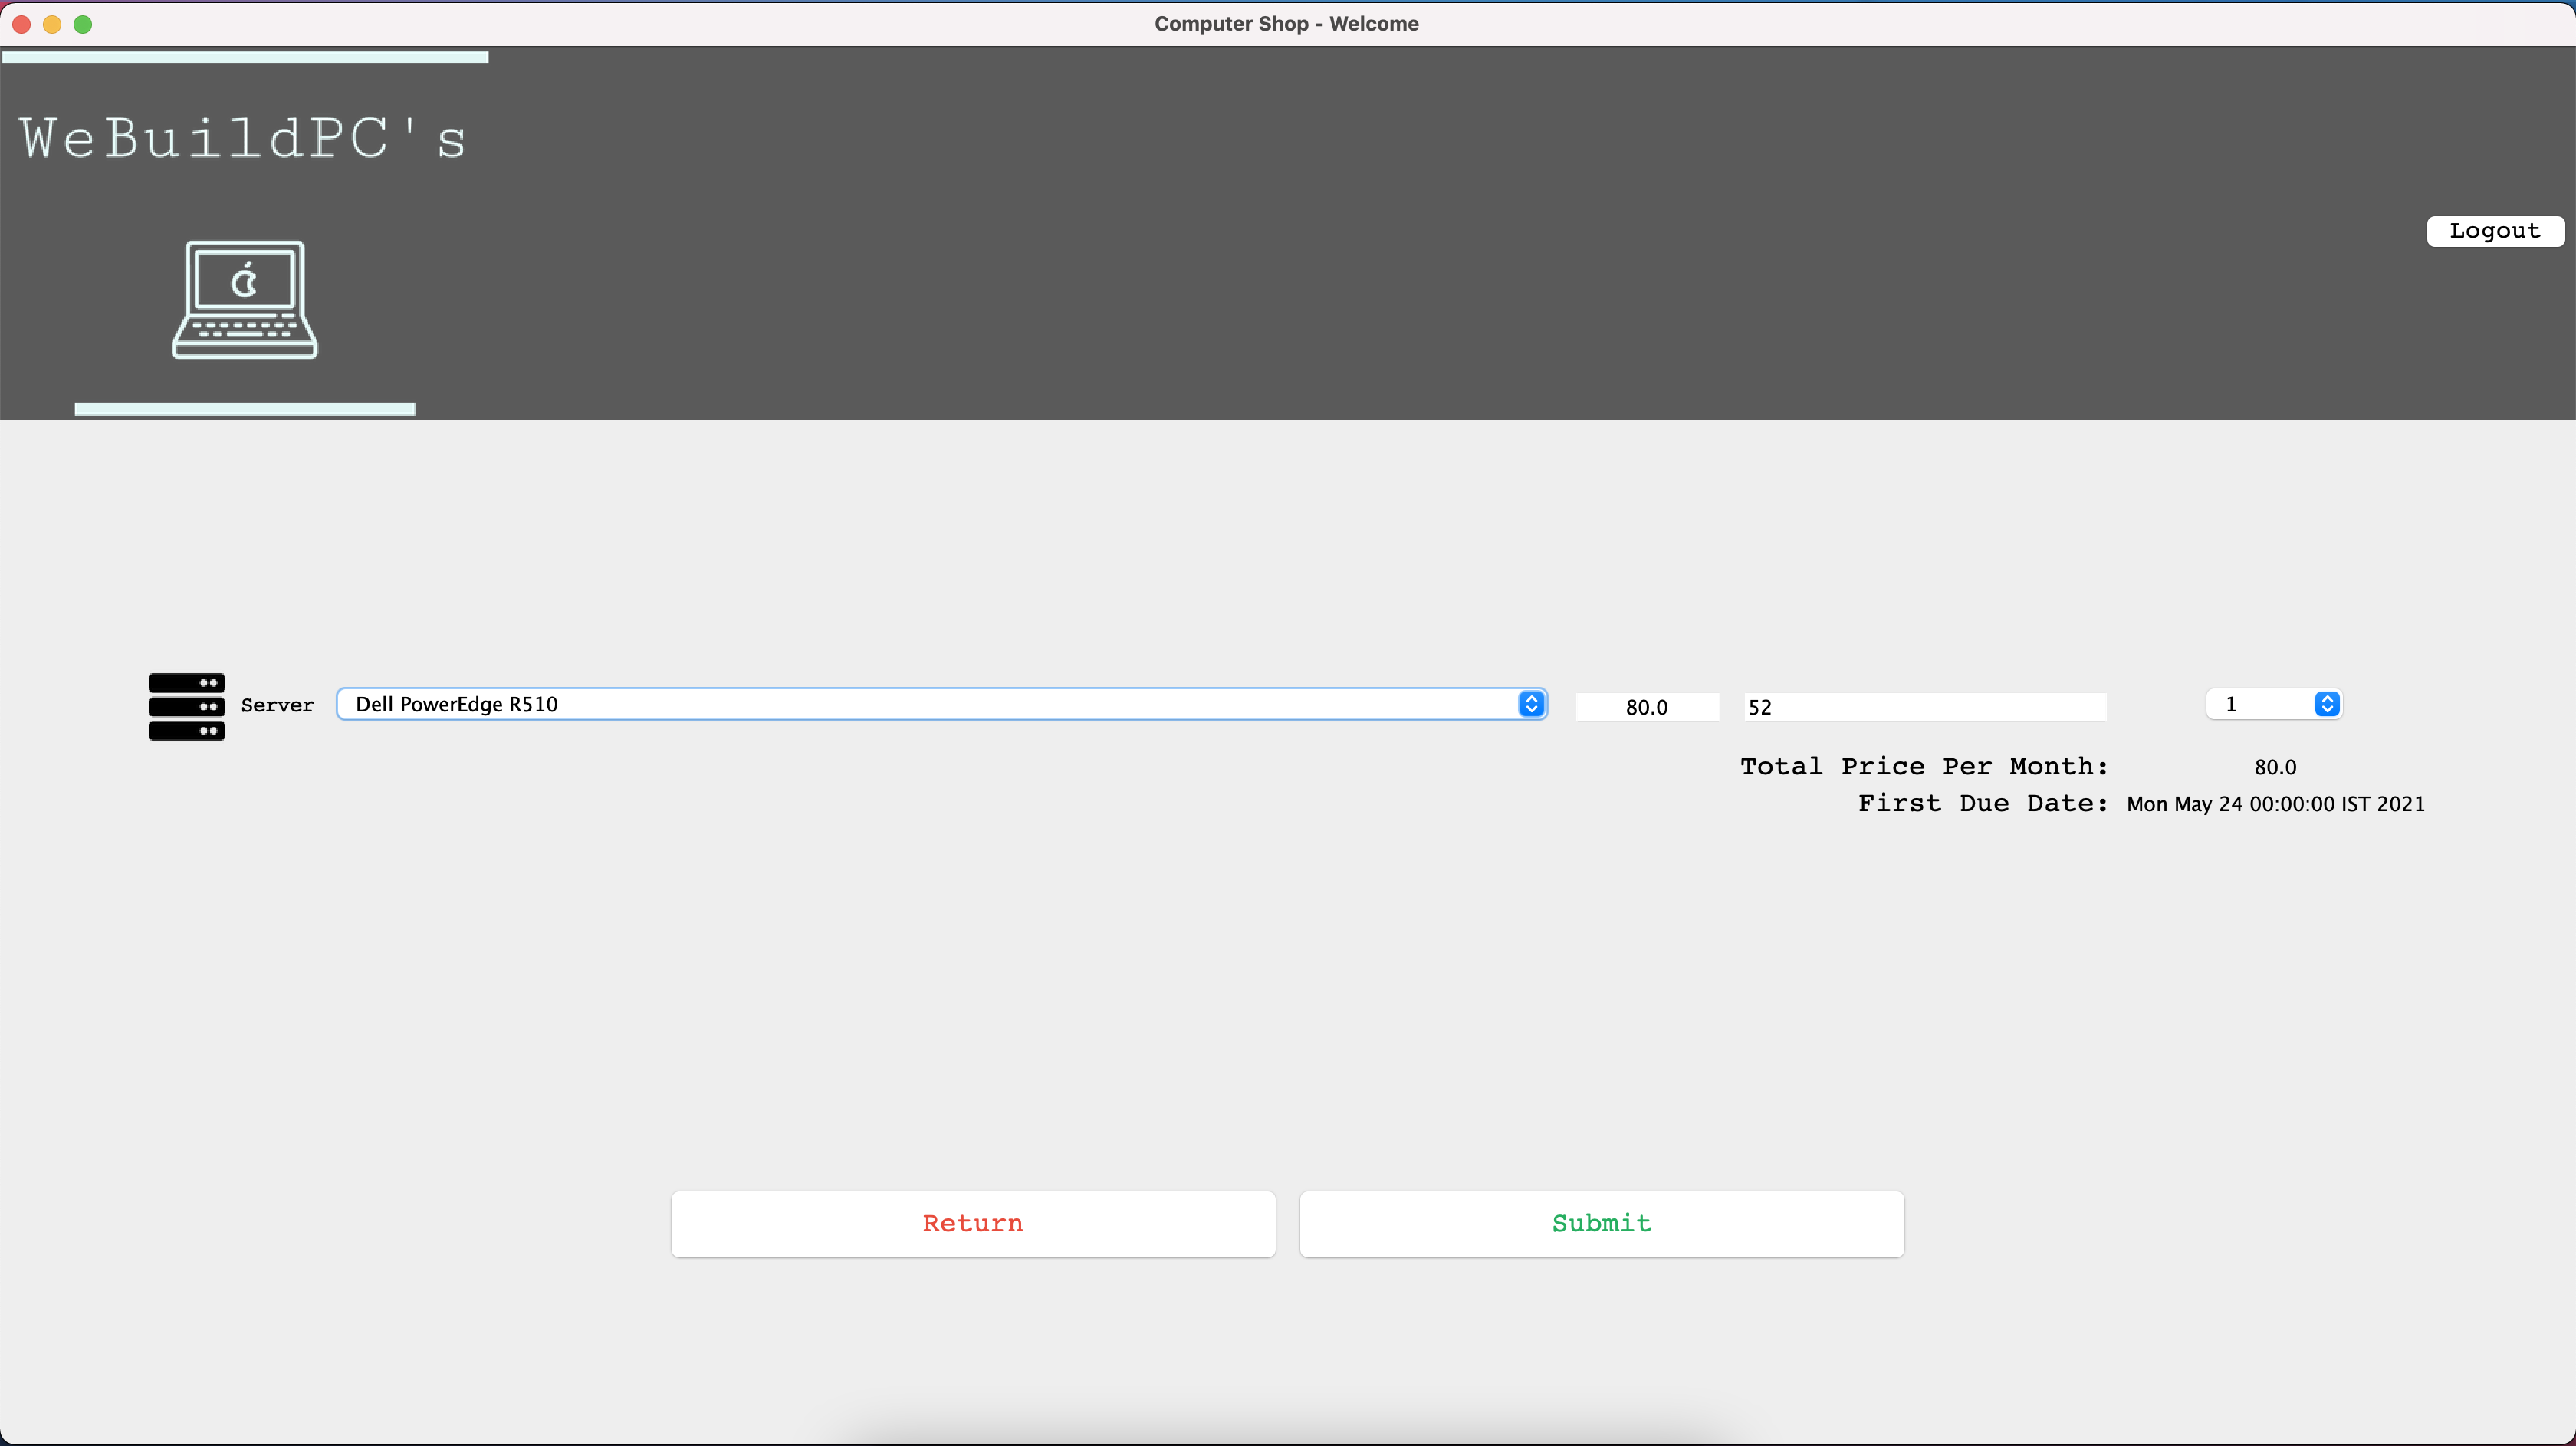 Computer Shop - Welcome
WeBuildPC's
Logout
Server Dell PowerEdge R510 80.0 52 1
Total Price Per Month: 80.0
First Due Date: Mon May 24 00:00:00 IST 2021
Return Submit